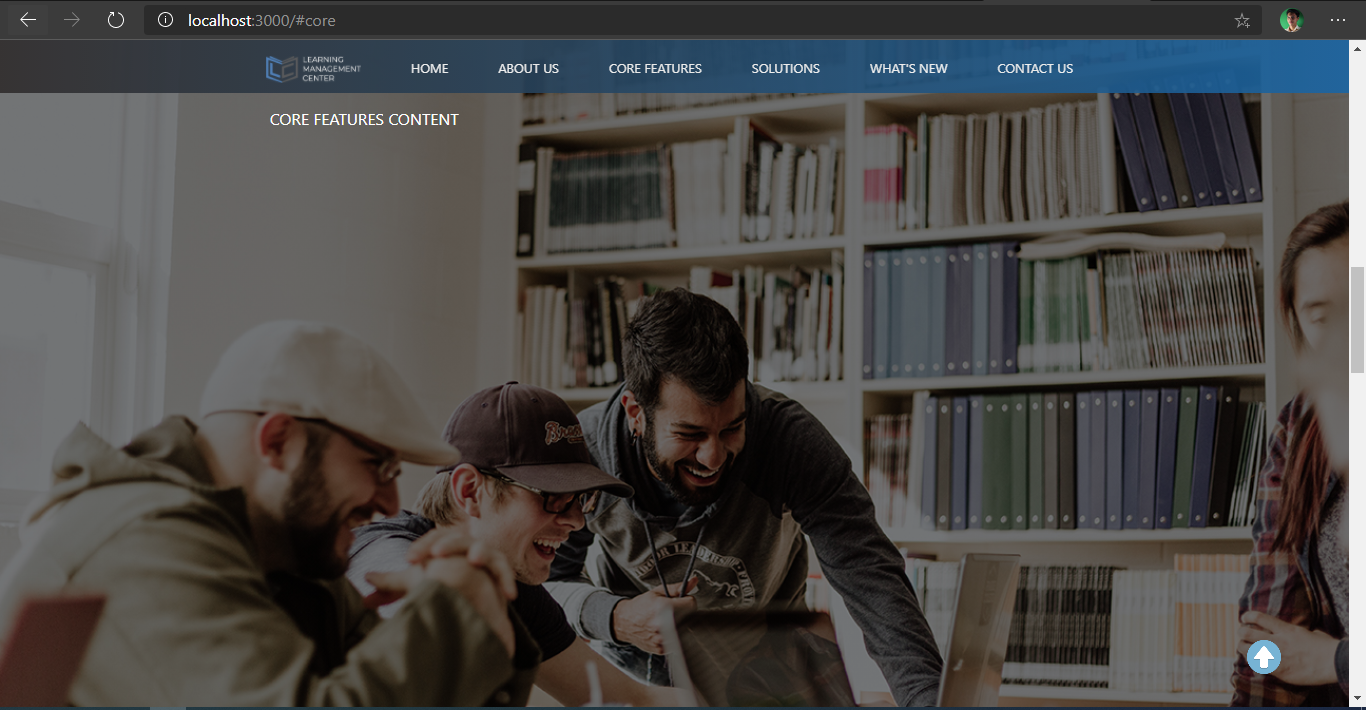 localhost:3000/#core
LEARNING
MANAGEMENT
CENTER
HOME
ABOUT US
CORE FEATURES
SOLUTIONS
WHAT'S NEW
CONTACT US
CORE FEATURES CONTENT